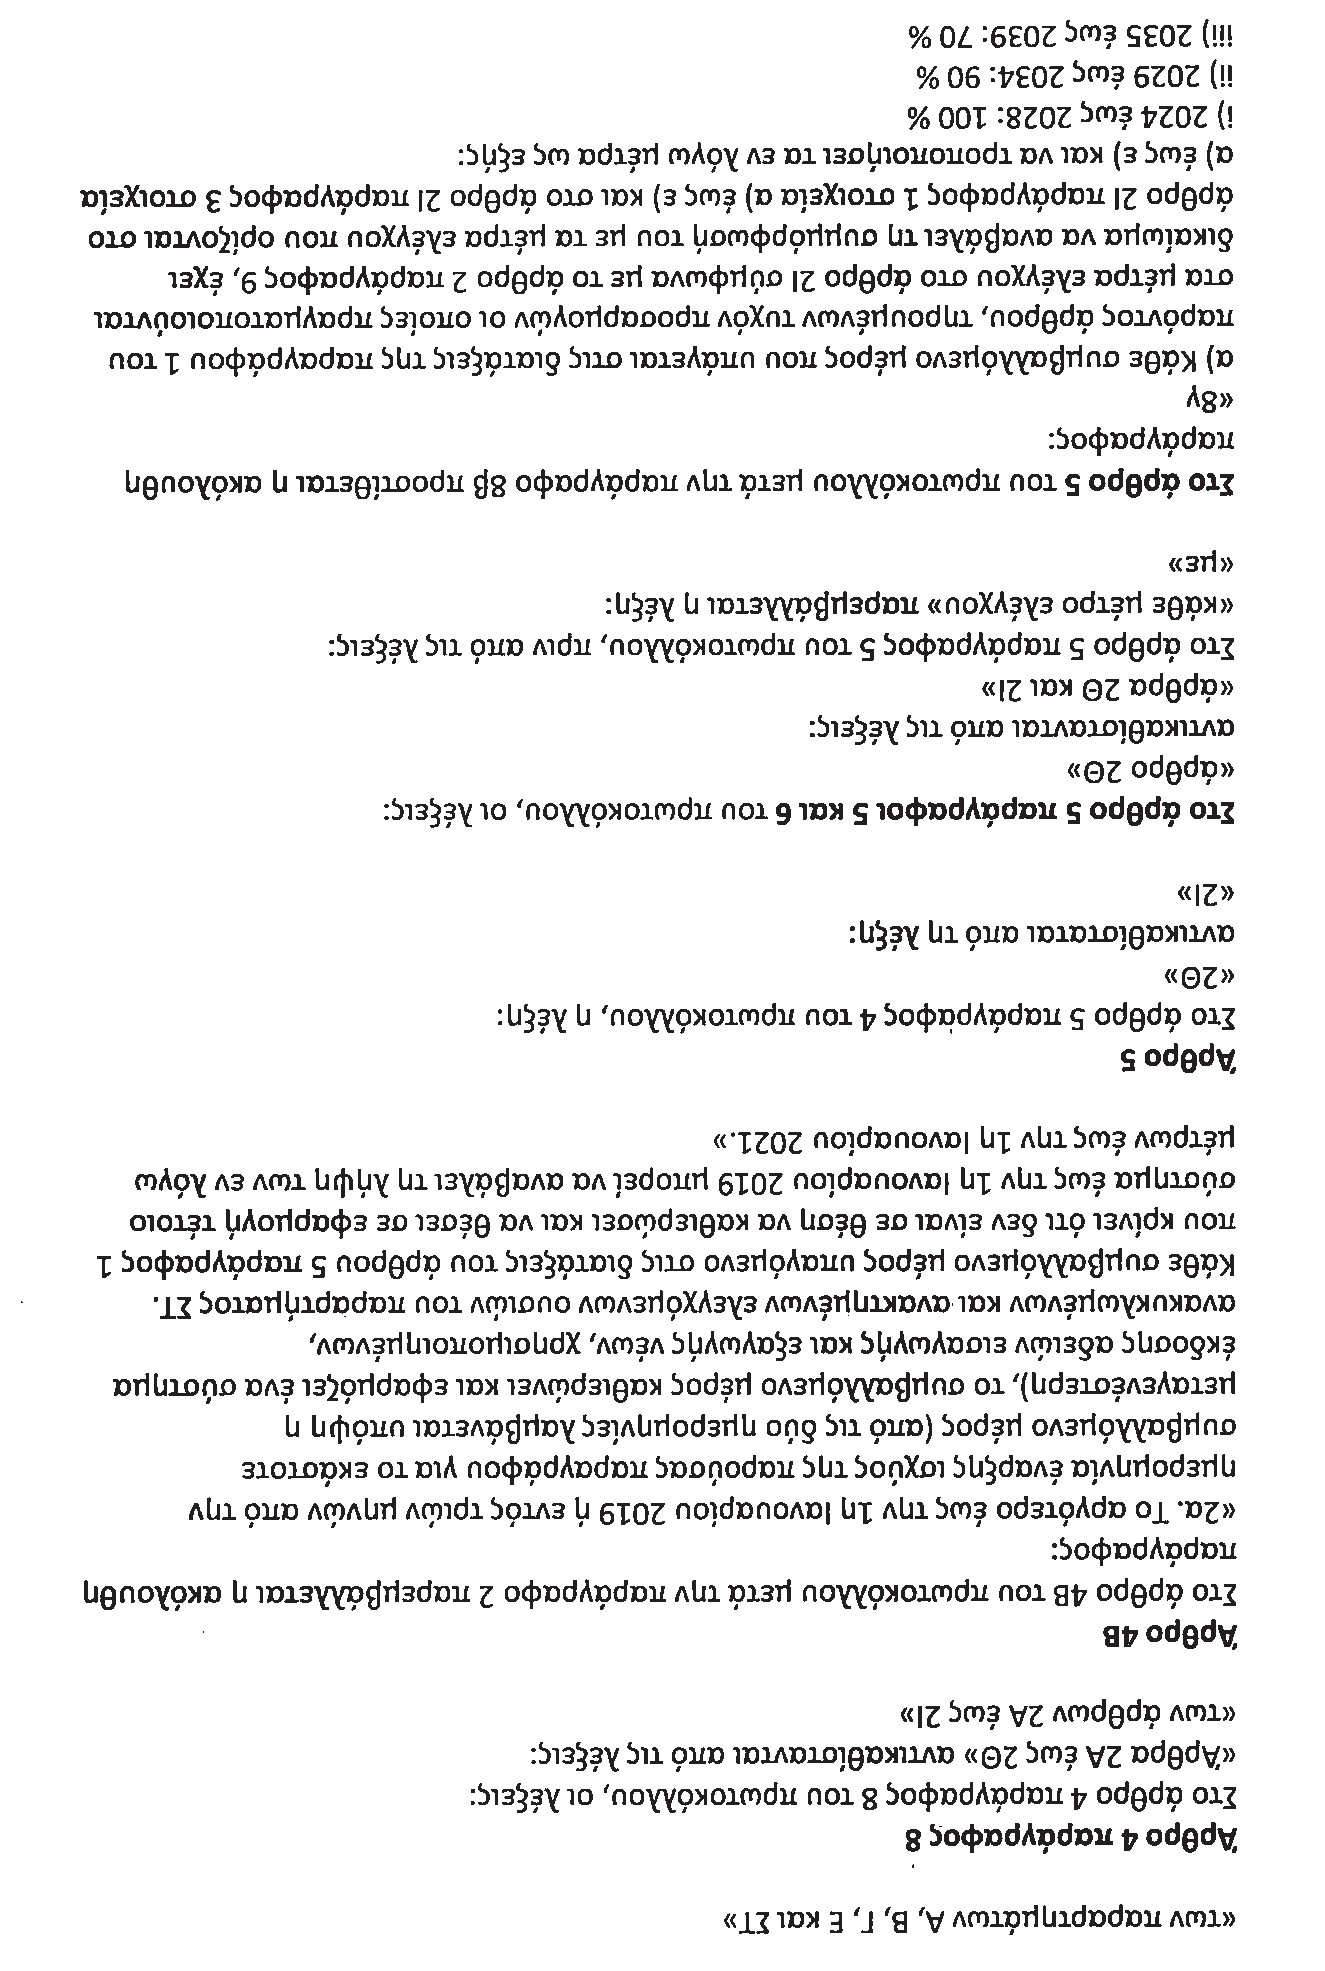 «των παραρτημάτων Α, Β, Γ, Ε και ΣΤ»
Άρθρο 4 παράγραφος 8
Στο άρθρο 4 παράγραφος 8 του πρωτοκόλλου, οι λέξεις:
«Άρθρα 2Α έως 2Θ» αντικαθίστανται από τις λέξεις:
«των άρθρων 2Α έως 2Ι»
Άρθρο 4Β
Στο άρθρο 4Β του πρωτοκόλλου μετά την παράγραφο 2 παρεμβάλλεται η ακόλουθη
παράγραφος:
«2α. Το αργότερο έως την 1η Ιανουαρίου 2019 ή εντός τριών μηνών από την
ημερομηνία έναρξης ισχύος της παρούσας παραγράφου για το εκάστοτε
συμβαλλόμενο μέρος (από τις δύο ημερομηνίες λαμβάνεται υπόψη η
μεταγενέστερη), το συμβαλλόμενο μέρος καθιερώνει και εφαρμόζει ένα σύστημα
έκδοσης αδειών εισαγωγής και εξαγωγής νέων, χρησιμοποιημένων,
ανακυκλωμένων και ανακτημένων ελεγχόμενων ουσιών του παραρτήματος ΣΤ.
Κάθε συμβαλλόμενο μέρος υπαγόμενο στις διατάξεις του άρθρου 5 παράγραφος 1
που κρίνει ότι δεν είναι σε θέση να καθιερώσει και να θέσει σε εφαρμογή τέτοιο
σύστημα έως την 1η Ιανουαρίου 2019 μπορεί να αναβάλει τη λήψη των εν λόγω
μέτρων έως την 1η Ιανουαρίου 2021.»
Άρθρο 5
Στο άρθρο 5 παράγραφος 4 του πρωτοκόλλου, η λέξη:
«2Θ»
αντικαθίσταται από τη λέξη:
«2Ι»
Στο άρθρο 5 παράγραφοι 5 και 6 του πρωτοκόλλου, οι λέξεις:
«άρθρο 2Θ»
αντικαθίστανται από τις λέξεις:
«άρθρα 2Θ και 2Ι»
Στο άρθρο 5 παράγραφος 5 του πρωτοκόλλου, πριν από τις λέξεις:
«κάθε μέτρο ελέγχου» παρεμβάλλεται η λέξη:
«με»
Στο άρθρο 5 του πρωτοκόλλου μετά την παράγραφο 8β προστίθεται η ακόλουθη
παράγραφος:
«8γ
α) Κάθε συμβαλλόμενο μέρος που υπάγεται στις διατάξεις της παραγράφου 1 του
παρόντος άρθρου, τηρουμένων τυχόν προσαρμογών οι οποίες πραγματοποιούνται
στα μέτρα ελέγχου στο άρθρο 2Ι σύμφωνα με το άρθρο 2 παράγραφος 9, έχει
δικαίωμα να αναβάλει τη συμμόρφωσή του με τα μέτρα ελέγχου που ορίζονται στο
άρθρο 2Ι παράγραφος 1 στοιχεία α) έως ε) και στο άρθρο 2Ι παράγραφος 3 στοιχεία
α) έως ε) και να τροποποιήσει τα εν λόγω μέτρα ως εξής:
i) 2024 έως 2028: 100 %
ii) 2029 έως 2034: 90 %
iii) 2035 έως 2039: 70 %